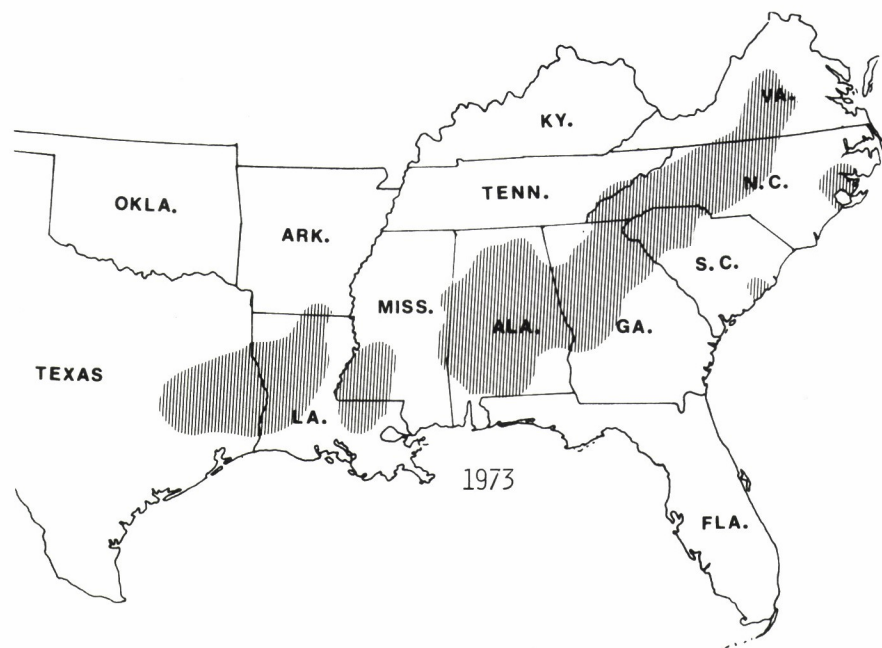 VA.
KY.
TENN.
N.C.
OKLA.
ARK.
S.C.
MISS.
ALA.
GA.
TEXAS
LA.
1973
FLA.